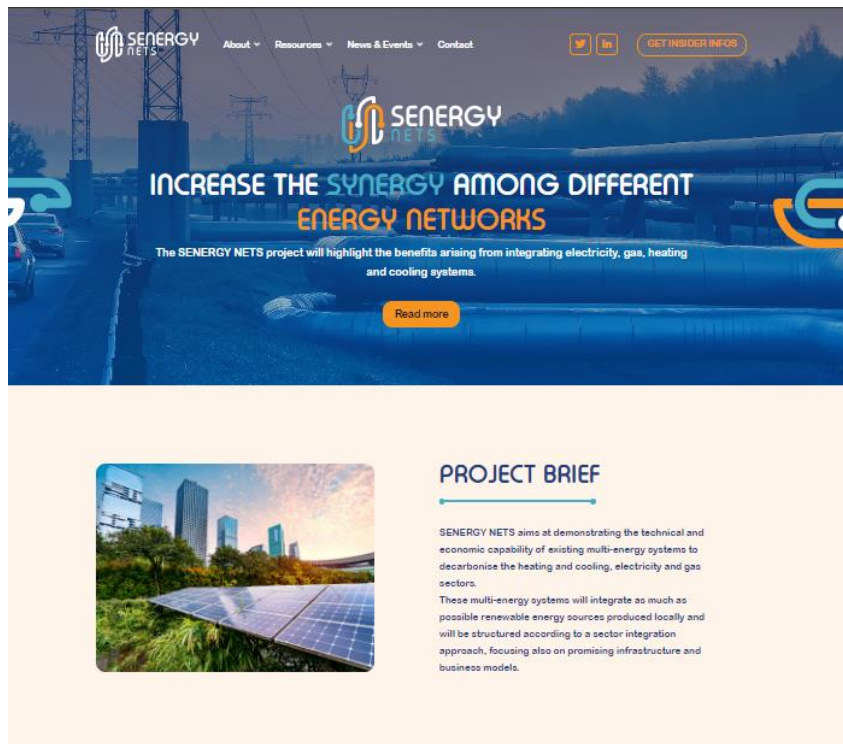 SENERGY
NETS
About
Resources
News & Events
Contact
GET INSIDER INFOS
SENERGY
NETS
INCREASE THE SYNERGY AMONG DIFFERENT
ENERGY NETWORKS
The SENERGY NETS project will highlight the benefits arising from integrating electricity, gas, heating
and cooling systems.
Read more
PROJECT BRIEF
SENERGY NETS aims at demonstrating the technical and
economic capability of existing multi-energy systems to
decarbonise the heating and cooling, electricity and gas
sectors.
These multi-energy systems will integrate as much as
possible renewable energy sources produced locally and
will be structured according to a sector integration
approach, focusing also on promising infrastructure and
business models.